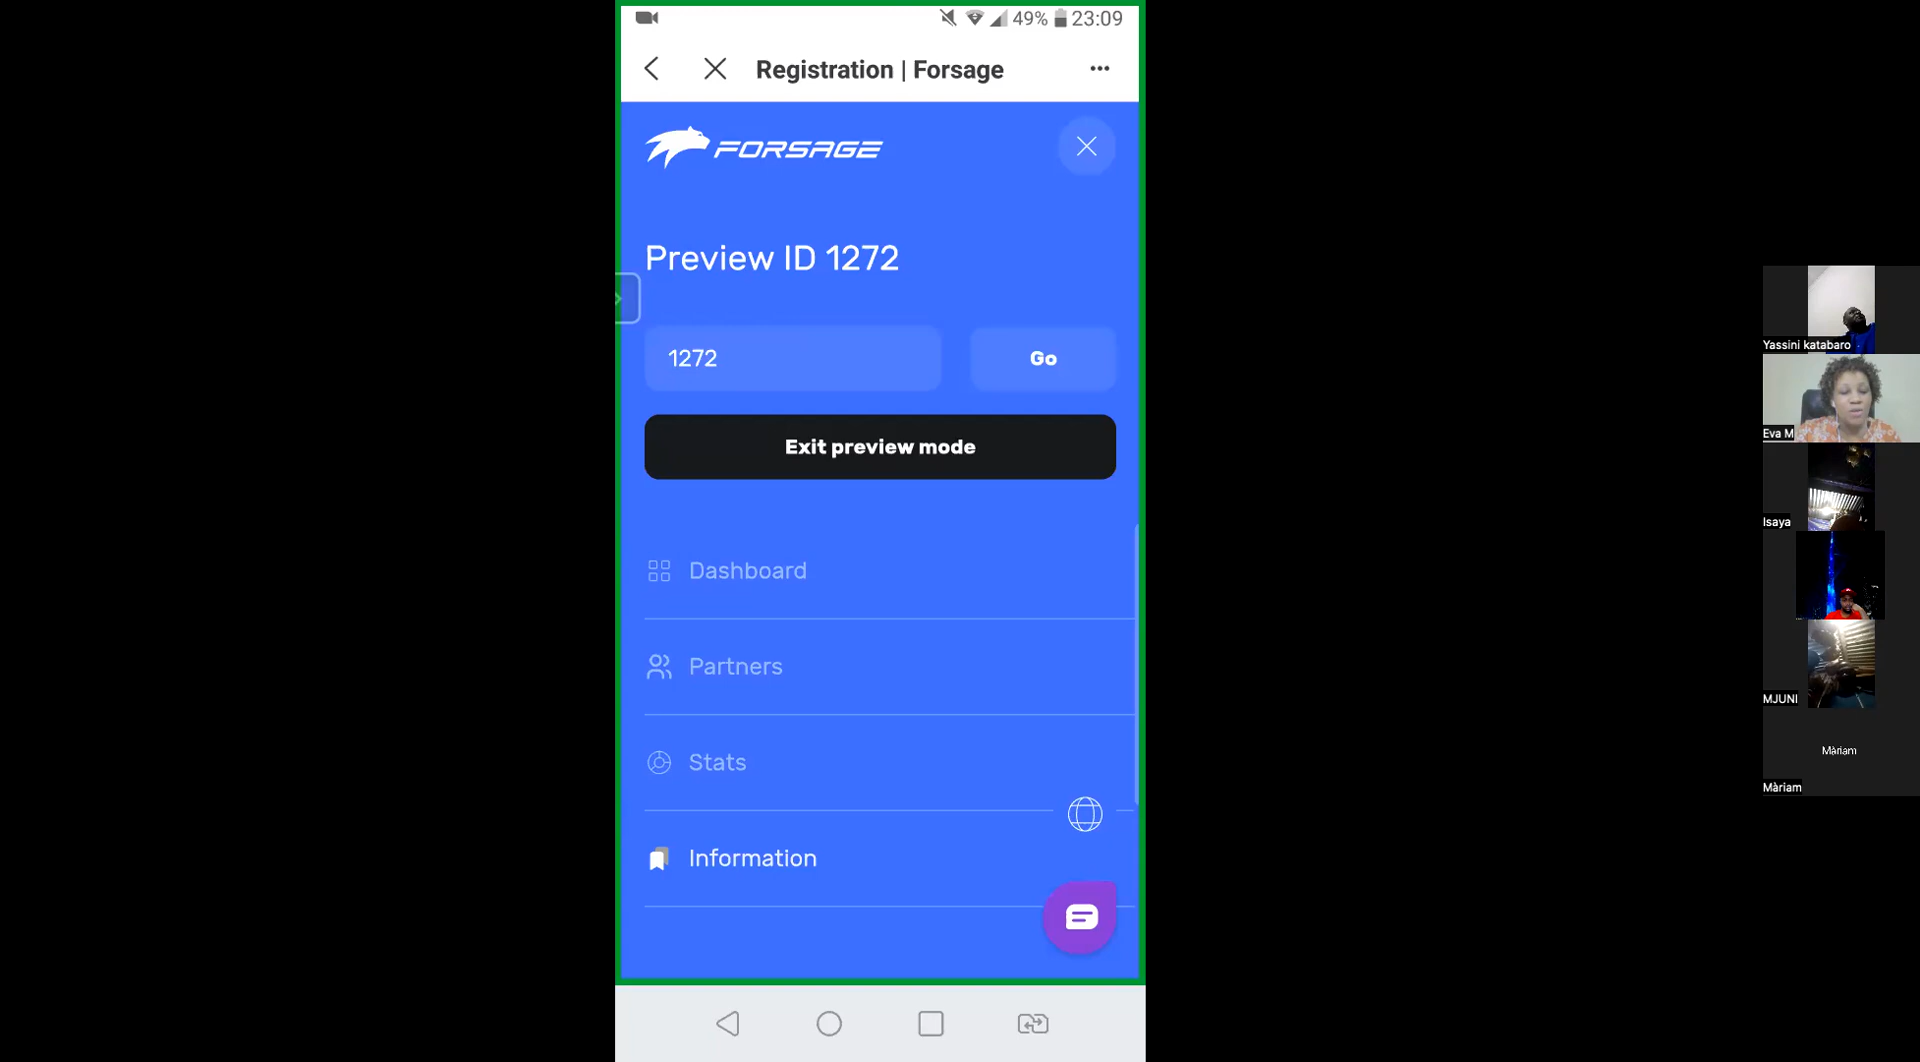 49% 23:09
Registration | Forsage
FORSAGE
Preview ID 1272
1272
Go
Exit preview mode
Dashboard
Partners
Stats
Information
Yassini katabaro
Eva M
Isaya
MJUNI
Màriam
Màriam